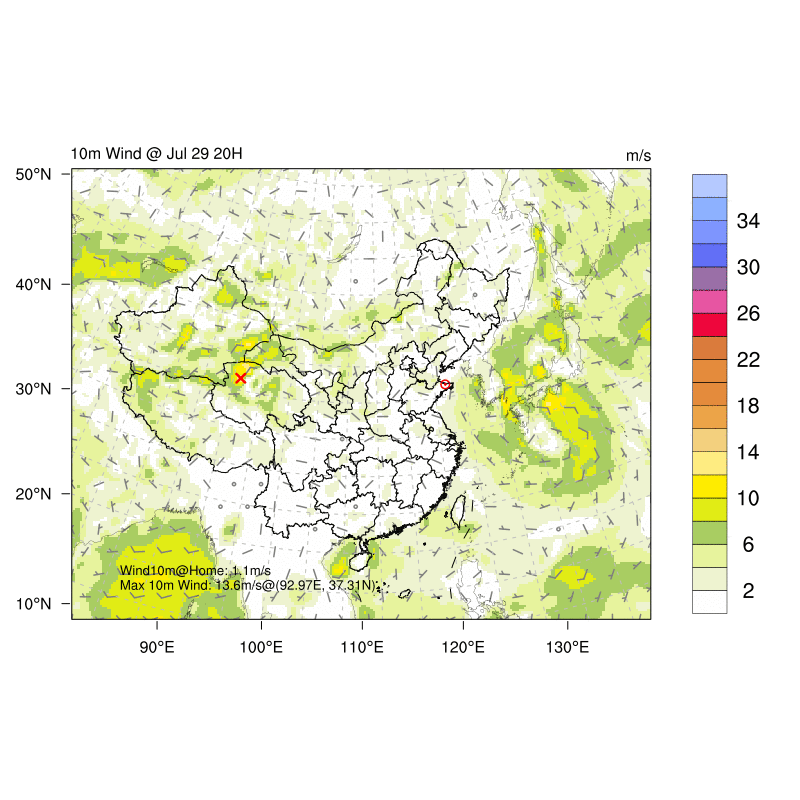 10m Wind @ Jul 29 20H
m/s
50°N
40°N
30°N
20°N
10°N
90°E
100°E
110°E
120°E
130°E
Wind10m@Home: 1.1m/s
Max 10m Wind: 13.6m/s@(92.97E, 37.31N)
34
30
26
22
18
14
10
6
2